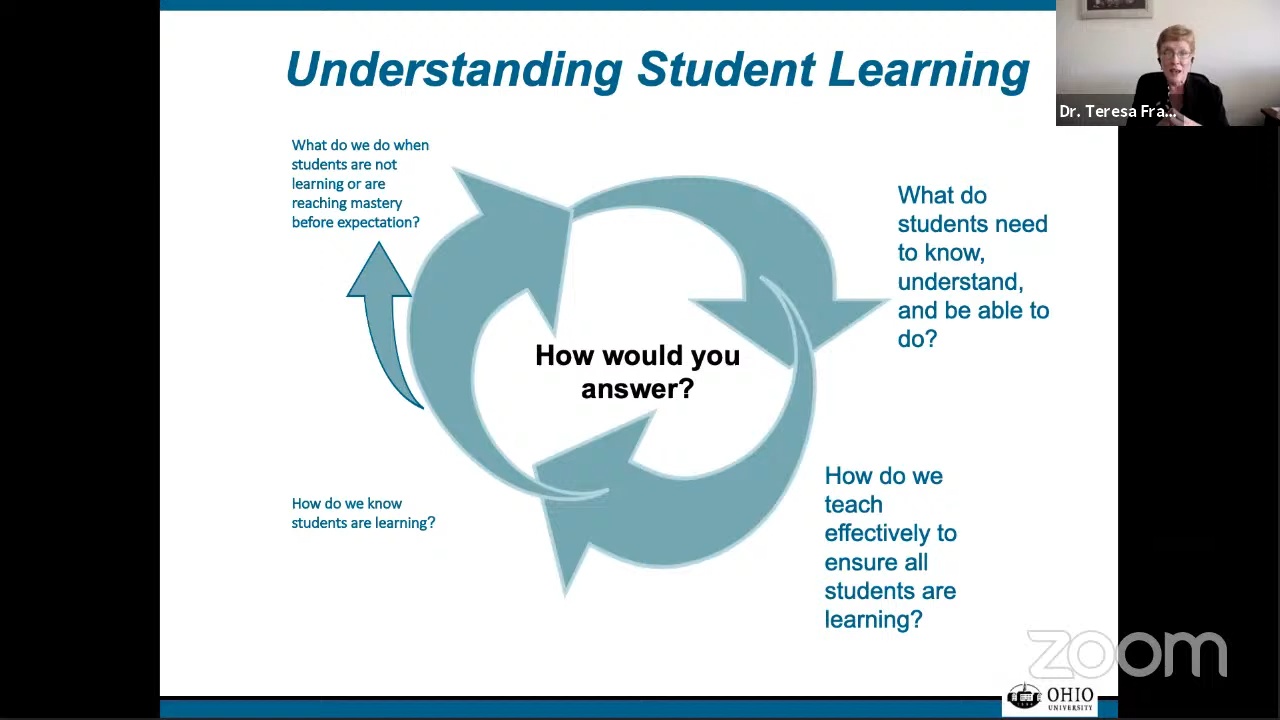 Understanding Student Learning
Dr. Teresa Fra...
What do we do when
students are not
learning or are
reaching mastery
before expectation?
What do
students need
to know,
understand,
and be able to
do?
How would you
answer?
How do we know
students are learning?
How do we
teach
effectively to
ensure all
students are
learning?
zoom
OHIO
UNIVERSITY